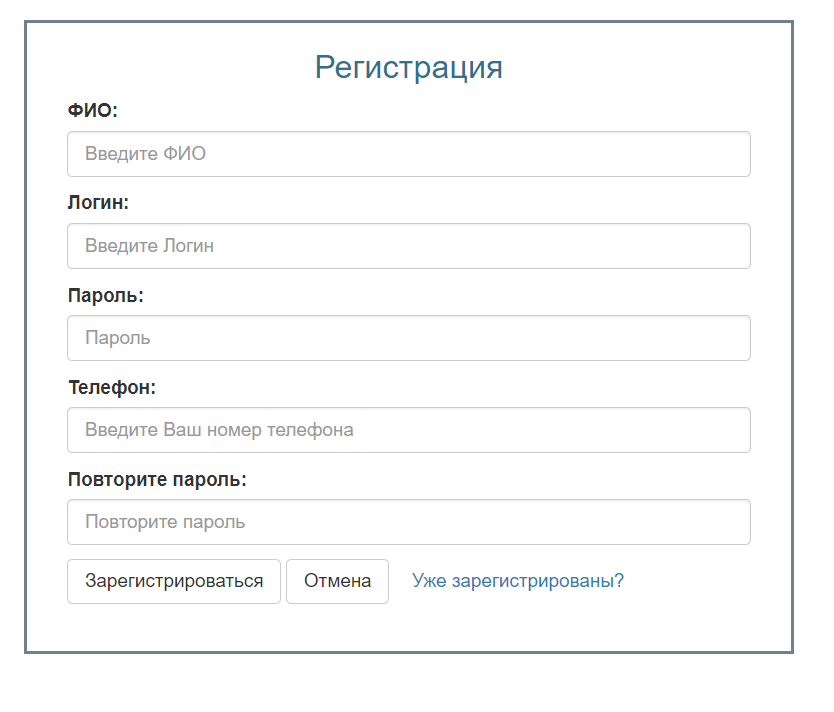 Регистрация
ФИО:
Введите ФИО
Логин:
Введите Логин
Пароль:
Пароль
Телефон:
Введите Ваш номер телефона
Повторите пароль:
Повторите пароль
Зарегистрироваться Отмена Уже зарегистрированы?